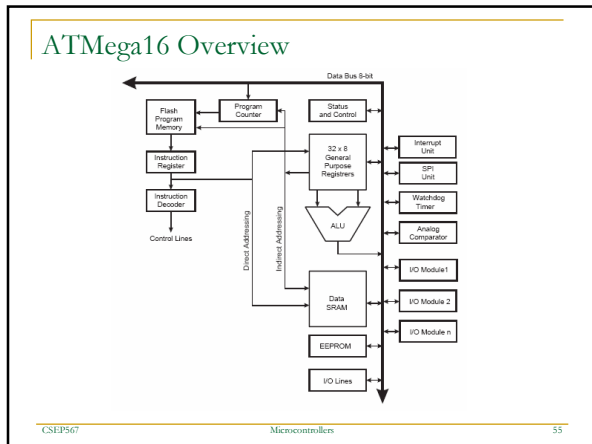 ATMega16 Overview
Data Bus 8-bit
Flash
Program
Memory
Program
Counter
Status
and Control
Instruction
Register
32 x 8
General
Purpose
Registrers
Interrupt
Unit
SPI
Unit
Instruction
Decoder
Watchdog
Timer
ALU
Analog
Comparator
Control Lines
Direct Addressing
Indirect Addressing
I/O Module1
Data
SRAM
I/O Module 2
I/O Module n
EEPROM
I/O Lines
CSEP567
Microcontrollers
55